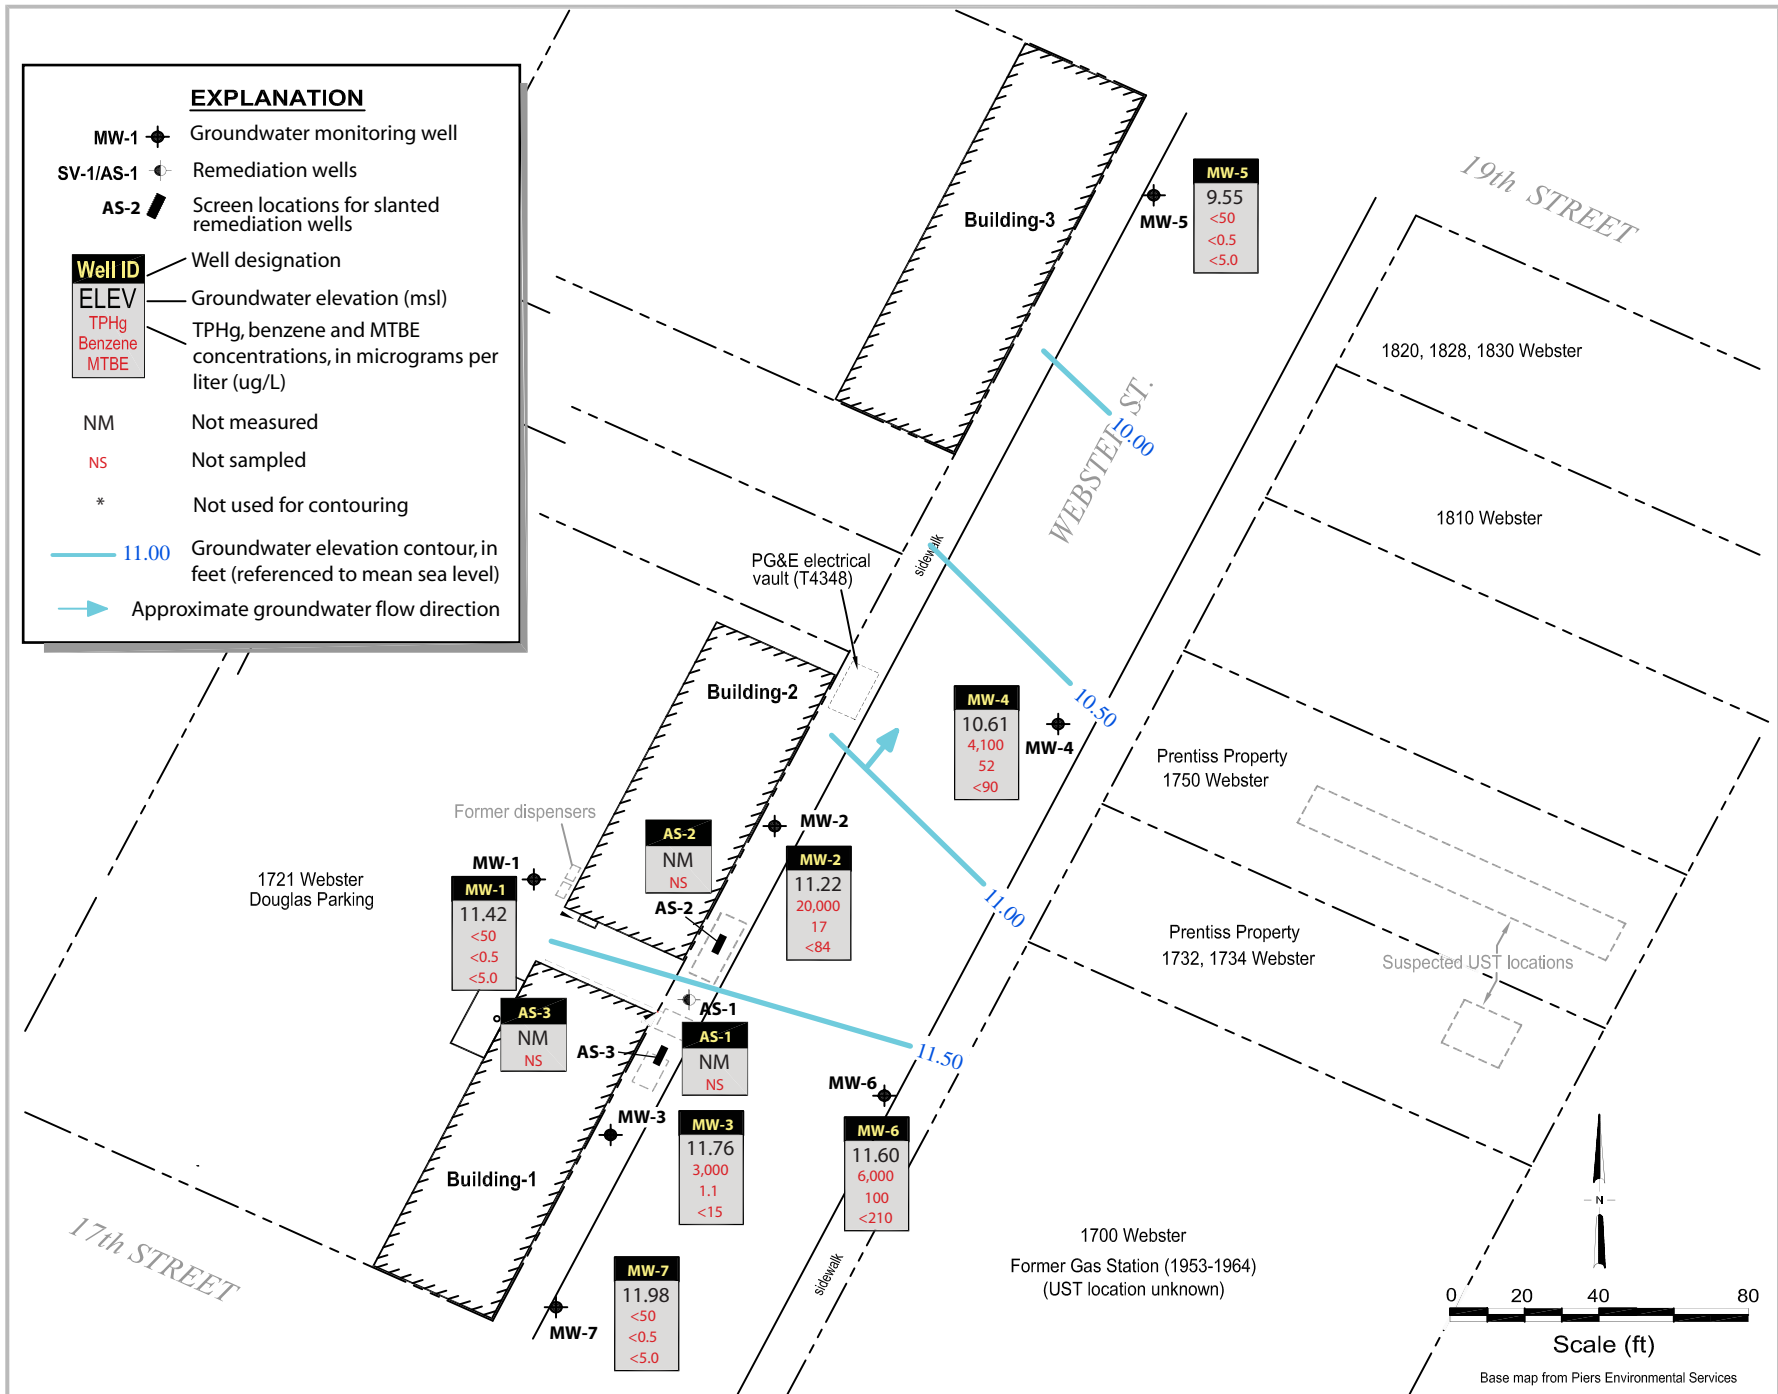 EXPLANATION
MW-1 Groundwater monitoring well
SV-1/AS-1 Remediation wells
AS-2 Screen locations for slanted
remediation wells
Well ID Well designation
ELEV Groundwater elevation (msl)
TPHg
Benzene
MTBE
TPHg, benzene and MTBE
concentrations, in micrograms per
liter (ug/L)
NM Not measured
NS Not sampled
* Not used for contouring
11.00 Groundwater elevation contour, in
feet (referenced to mean sea level)
Approximate groundwater flow direction
Building-3
MW-5
MW-5
9.55
<50
<0.5
<5.0
19th STREET
1820, 1828, 1830 Webster
10.00
WEBSTER ST.
1810 Webster
sidewalk
PG&E electrical
vault (T4348)
Building-2
10.50
MW-4
10.61
4,100
52
<90
MW-4
Prentiss Property
1750 Webster
Former dispensers
MW-2
AS-2
NM
NS
AS-2
MW-2
11.22
20,000
17
<84
MW-1
MW-1
11.42
<50
<0.5
<5.0
1721 Webster
Douglas Parking
11.00
Prentiss Property
1732, 1734 Webster
Suspected UST locations
AS-3
NM
NS
AS-3
AS-1
AS-1
NM
NS
11.50
MW-6
MW-6
11.60
6,000
100
<210
MW-3
MW-3
11.76
3,000
1.1
<15
Building-1
17th STREET
MW-7
MW-7
11.98
<50
<0.5
<5.0
sidewalk
1700 Webster
Former Gas Station (1953-1964)
(UST location unknown)
N
0 20 40 80
Scale (ft)
Base map from Piers Environmental Services